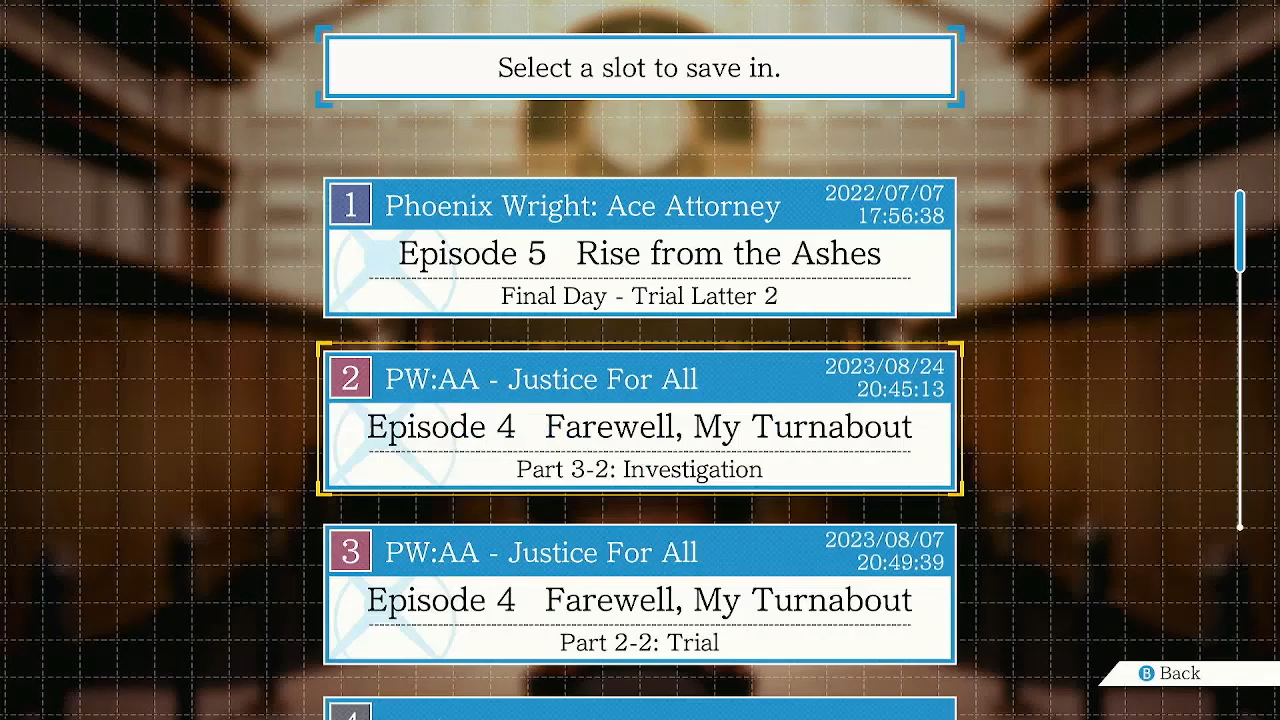 Select a slot to save in.
1 Phoenix Wright: Ace Attorney 2022/07/07
17:56:38
Episode 5 Rise from the Ashes
Final Day - Trial Latter 2
2 PW:AA - Justice For All 2023/08/24
20:45:13
Episode 4 Farewell, My Turnabout
Part 3-2: Investigation
3 PW:AA - Justice For All 2023/08/07
20:49:39
Episode 4 Farewell, My Turnabout
Part 2-2: Trial
B Back